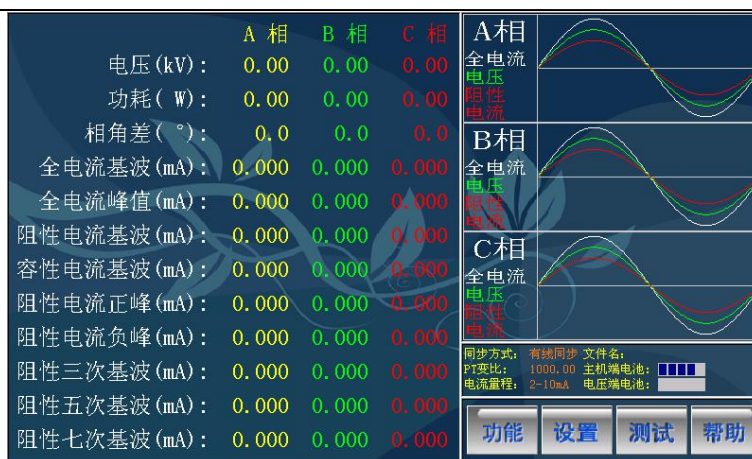 A 相 B 相 C 相
电压(kV): 0.00 0.00 0.00
功耗( W): 0.00 0.00 0.00
相角差( °): 0.0 0.0 0.0
全电流基波(mA): 0.000 0.000 0.000
全电流峰值(mA): 0.000 0.000 0.000
阻性电流基波(mA): 0.000 0.000 0.000
容性电流基波(mA): 0.000 0.000 0.000
阻性电流正峰(mA): 0.000 0.000 0.000
阻性电流负峰(mA): 0.000 0.000 0.000
阻性三次基波(mA): 0.000 0.000 0.000
阻性五次基波(mA): 0.000 0.000 0.000
阻性七次基波(mA): 0.000 0.000 0.000
A相
全电流
电压
阻性
电流
B相
全电流
电压
阻性
电流
C相
全电流
电压
阻性
电流
同步方式: 有线同步 文件名:
PT变比: 1000.00 主机端电池:
电流量程: 2-10mA 电压端电池:
功能 设置 测试 帮助